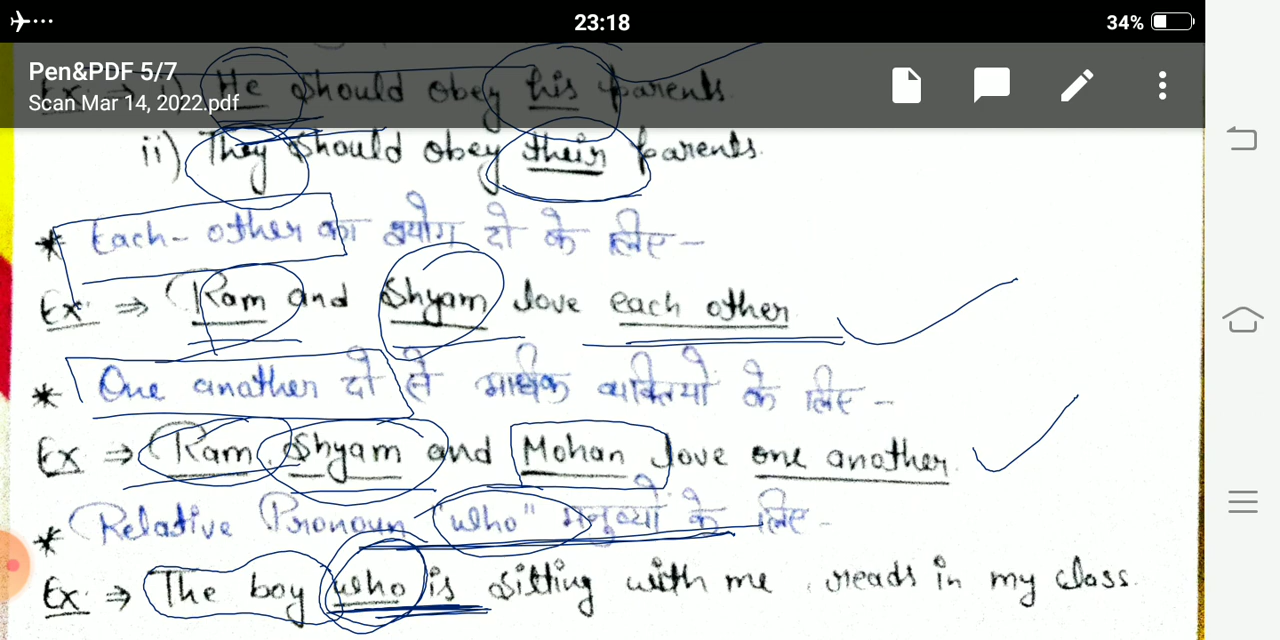 23:18
34%
Pen&PDF 5/7
Scan Mar 14, 2022.pdf
Ex ⇒ i) He should obey his parents.
ii) They should obey their parents.
* Each-other का प्रयोग दो के लिए -
Ex ⇒ Ram and Shyam love each other
* One another दो से अधिक व्यक्तियों के लिए -
Ex ⇒ Ram, Shyam and Mohan love one another.
* Relative Pronoun "who" मनुष्यों के लिए -
Ex ⇒ The boy who is sitting with me reads in my class.